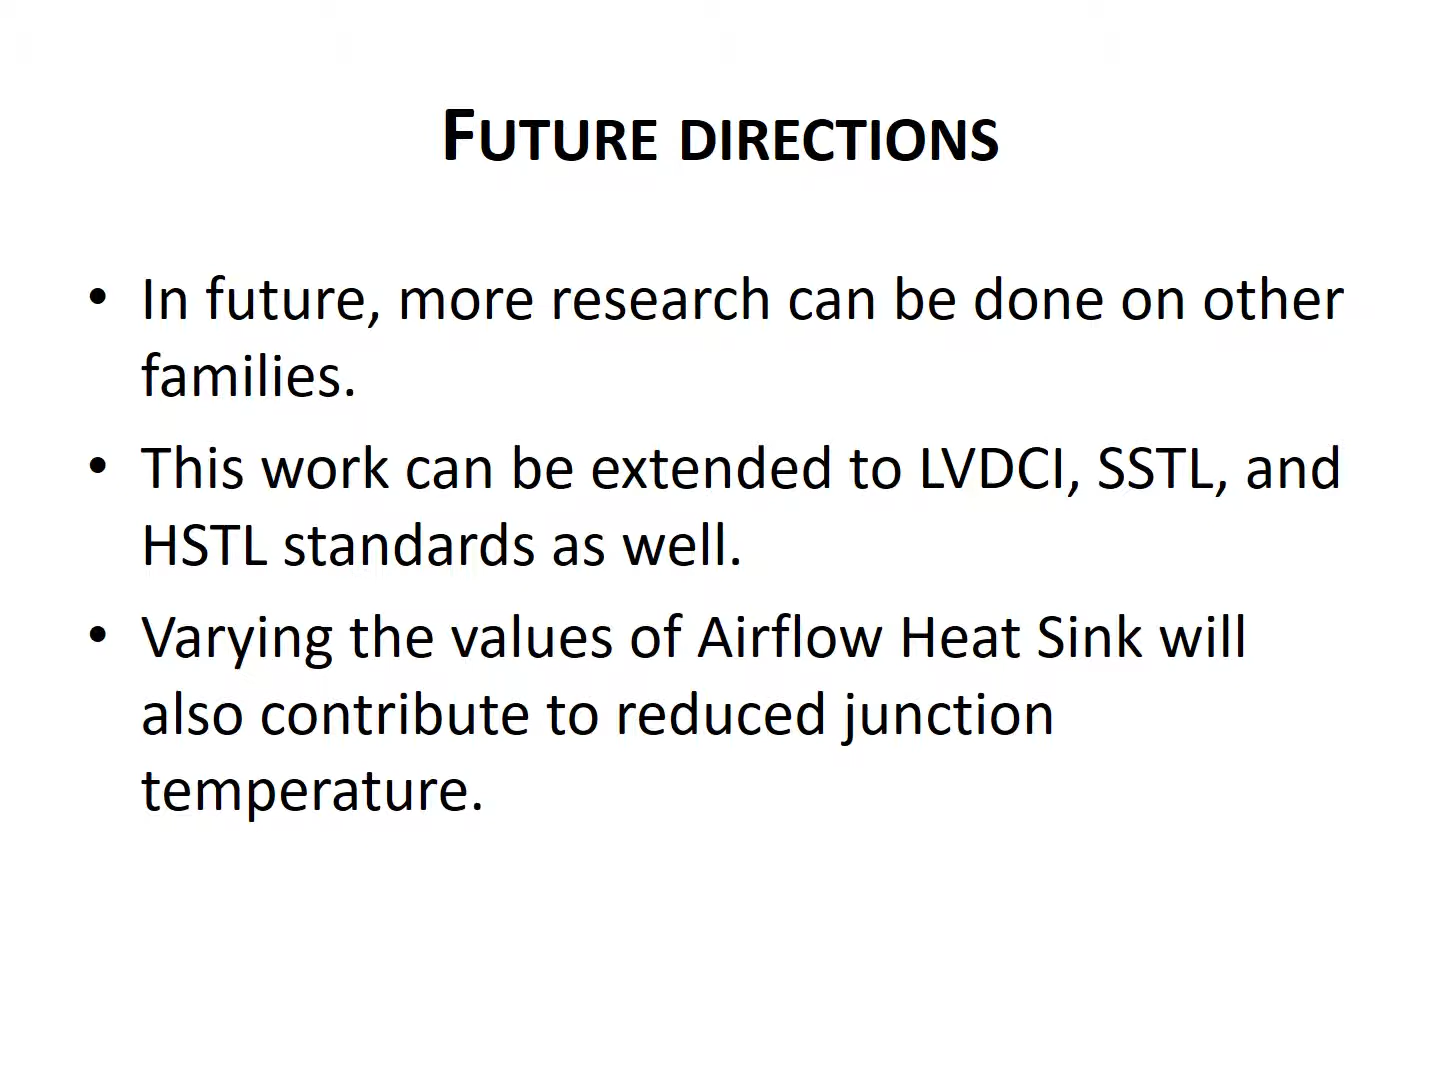 FUTURE DIRECTIONS
• In future, more research can be done on other
families.
• This work can be extended to LVDCI, SSTL, and
HSTL standards as well.
• Varying the values of Airflow Heat Sink will
also contribute to reduced junction
temperature.